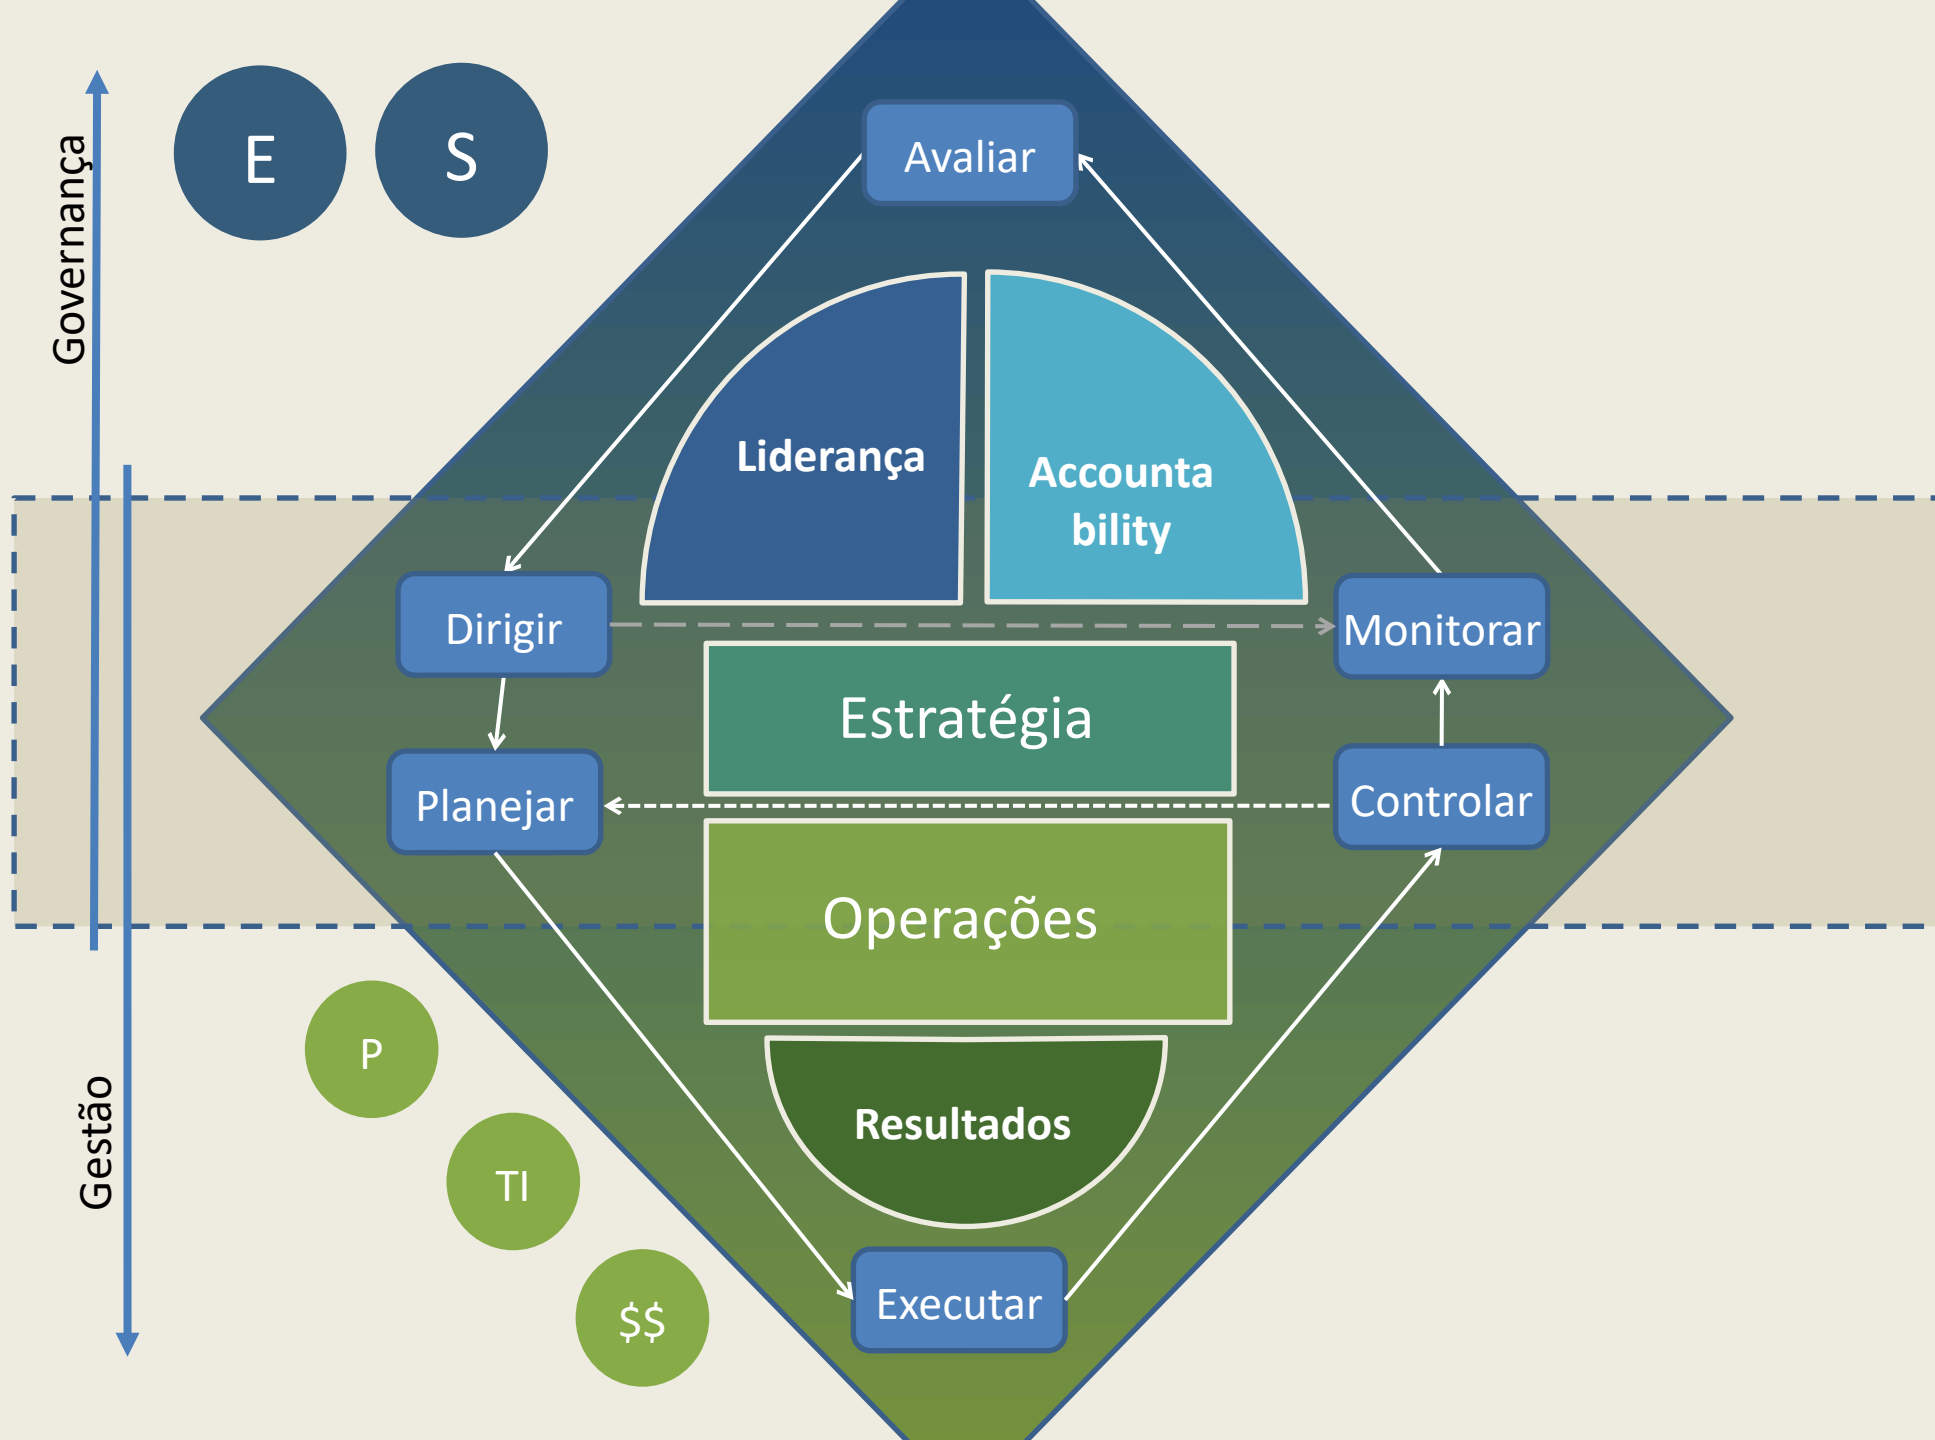 Governança
E
S
Avaliar
Liderança
Accounta
bility
Dirigir
Monitorar
Estratégia
Planejar
Controlar
Operações
P
TI
$$
Gestão
Resultados
Executar